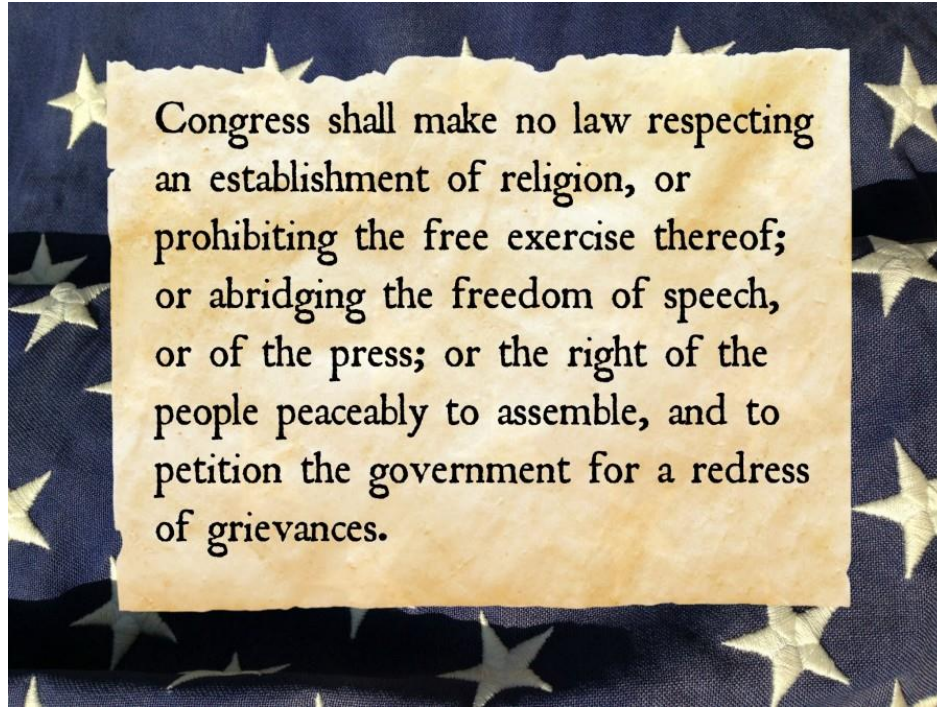 Congress shall make no law respecting
an establishment of religion, or
prohibiting the free exercise thereof;
or abridging the freedom of speech,
or of the press; or the right of the
people peaceably to assemble, and to
petition the government for a redress
of grievances.